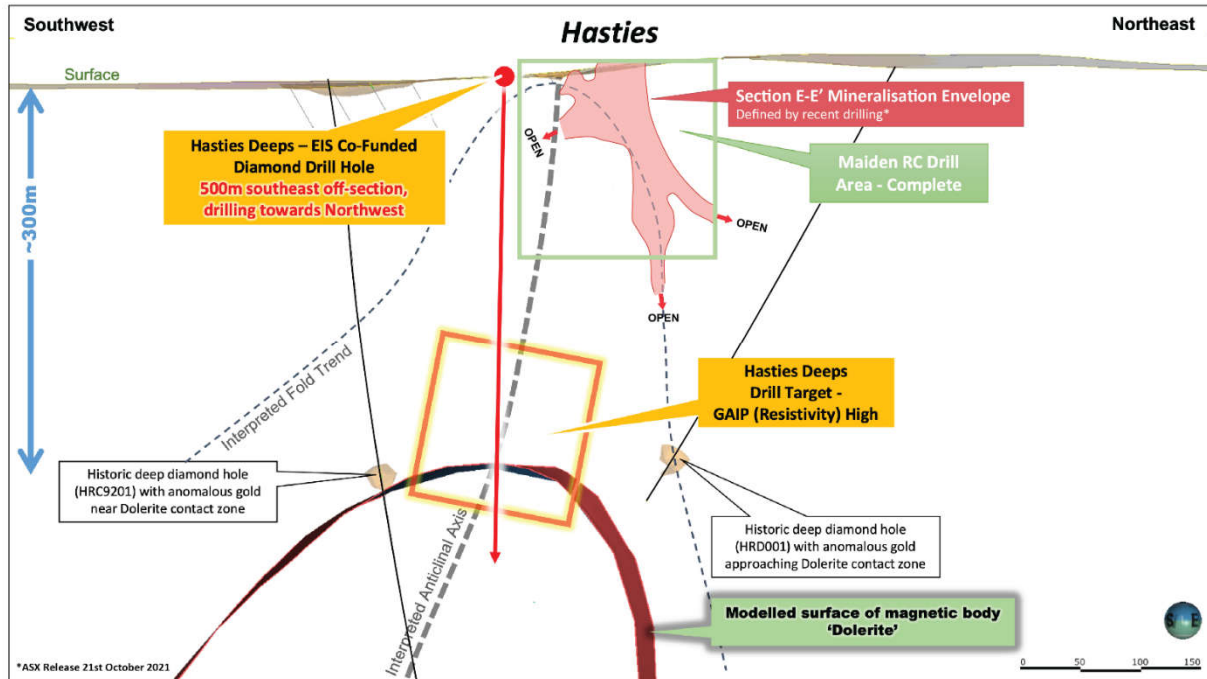 Southwest
Hasties
Northeast
Surface
Section E-E’ Mineralisation Envelope
Defined by recent drilling*
OPEN
Hasties Deeps – EIS Co-Funded
Diamond Drill Hole
500m southeast off-section,
drilling towards Northwest
Maiden RC Drill
Area - Complete
OPEN
~300m
OPEN
Interpreted Fold Trend
Hasties Deeps
Drill Target -
GAIP (Resistivity) High
Historic deep diamond hole
(HRC9201) with anomalous gold
near Dolerite contact zone
Historic deep diamond hole
(HRD001) with anomalous gold
approaching Dolerite contact zone
Interpreted Anticlinal Axis
Modelled surface of magnetic body
‘Dolerite’
S E
*ASX Release 21st October 2021
0 50 100 150